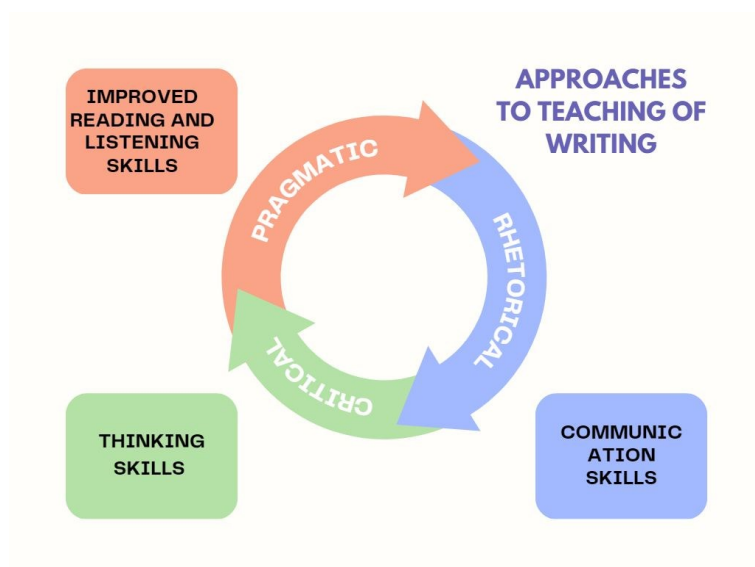 APPROACHES
TO TEACHING OF
WRITING
IMPROVED
READING AND
LISTENING
SKILLS
PRAGMATIC
RHETORICAL
CRITICAL
THINKING
SKILLS
COMMUNIC
ATION
SKILLS